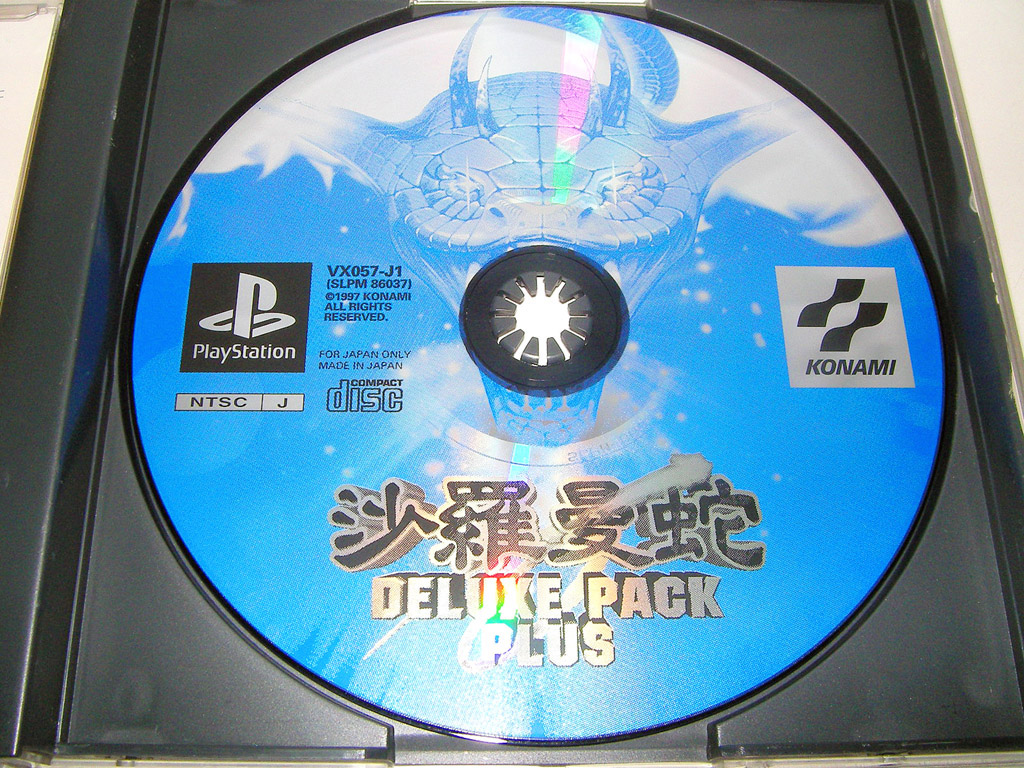 PlayStation
NTSC J
VX057-J1
(SLPM 86037)
©1997 KONAMI
ALL RIGHTS
RESERVED.
FOR JAPAN ONLY
MADE IN JAPAN
COMPACT
disc
KONAMI
沙羅曼蛇
DELUXE PACK
PLUS